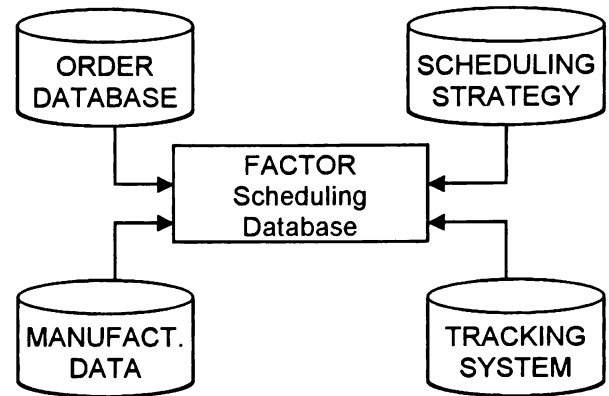 ORDER
DATABASE
SCHEDULING
STRATEGY
FACTOR
Scheduling
Database
MANUFACT.
DATA
TRACKING
SYSTEM